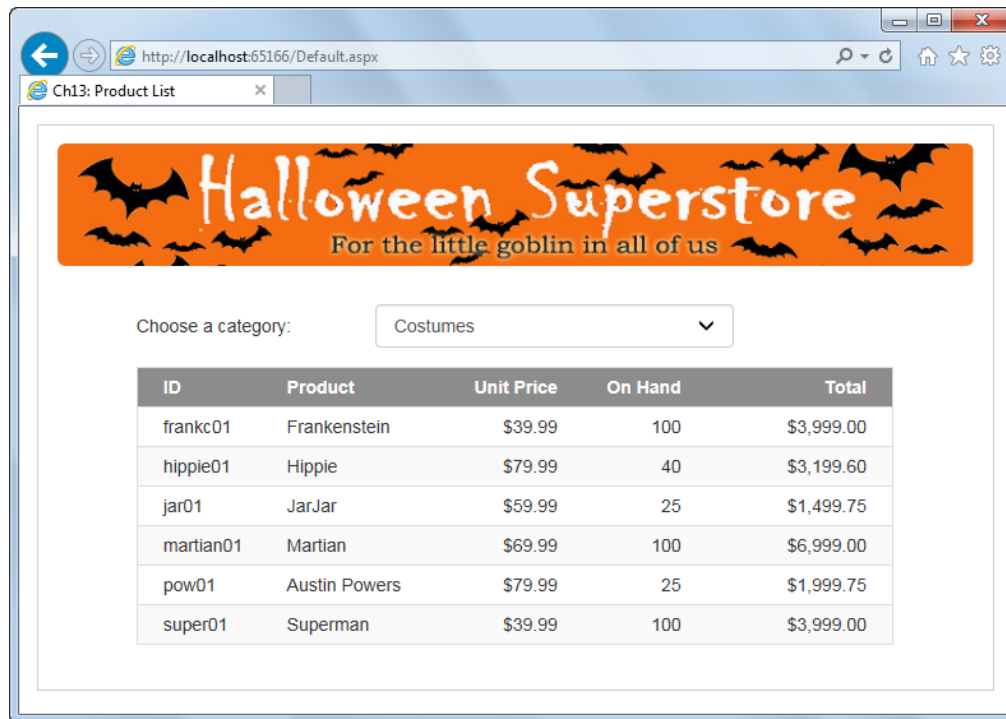 http://localhost:65166/Default.aspx
Ch13: Product List
Halloween Superstore
For the little goblin in all of us
Choose a category: Costumes
ID Product Unit Price On Hand Total
frankc01 Frankenstein $39.99 100 $3,999.00
hippie01 Hippie $79.99 40 $3,199.60
jar01 JarJar $59.99 25 $1,499.75
martian01 Martian $69.99 100 $6,999.00
pow01 Austin Powers $79.99 25 $1,999.75
super01 Superman $39.99 100 $3,999.00